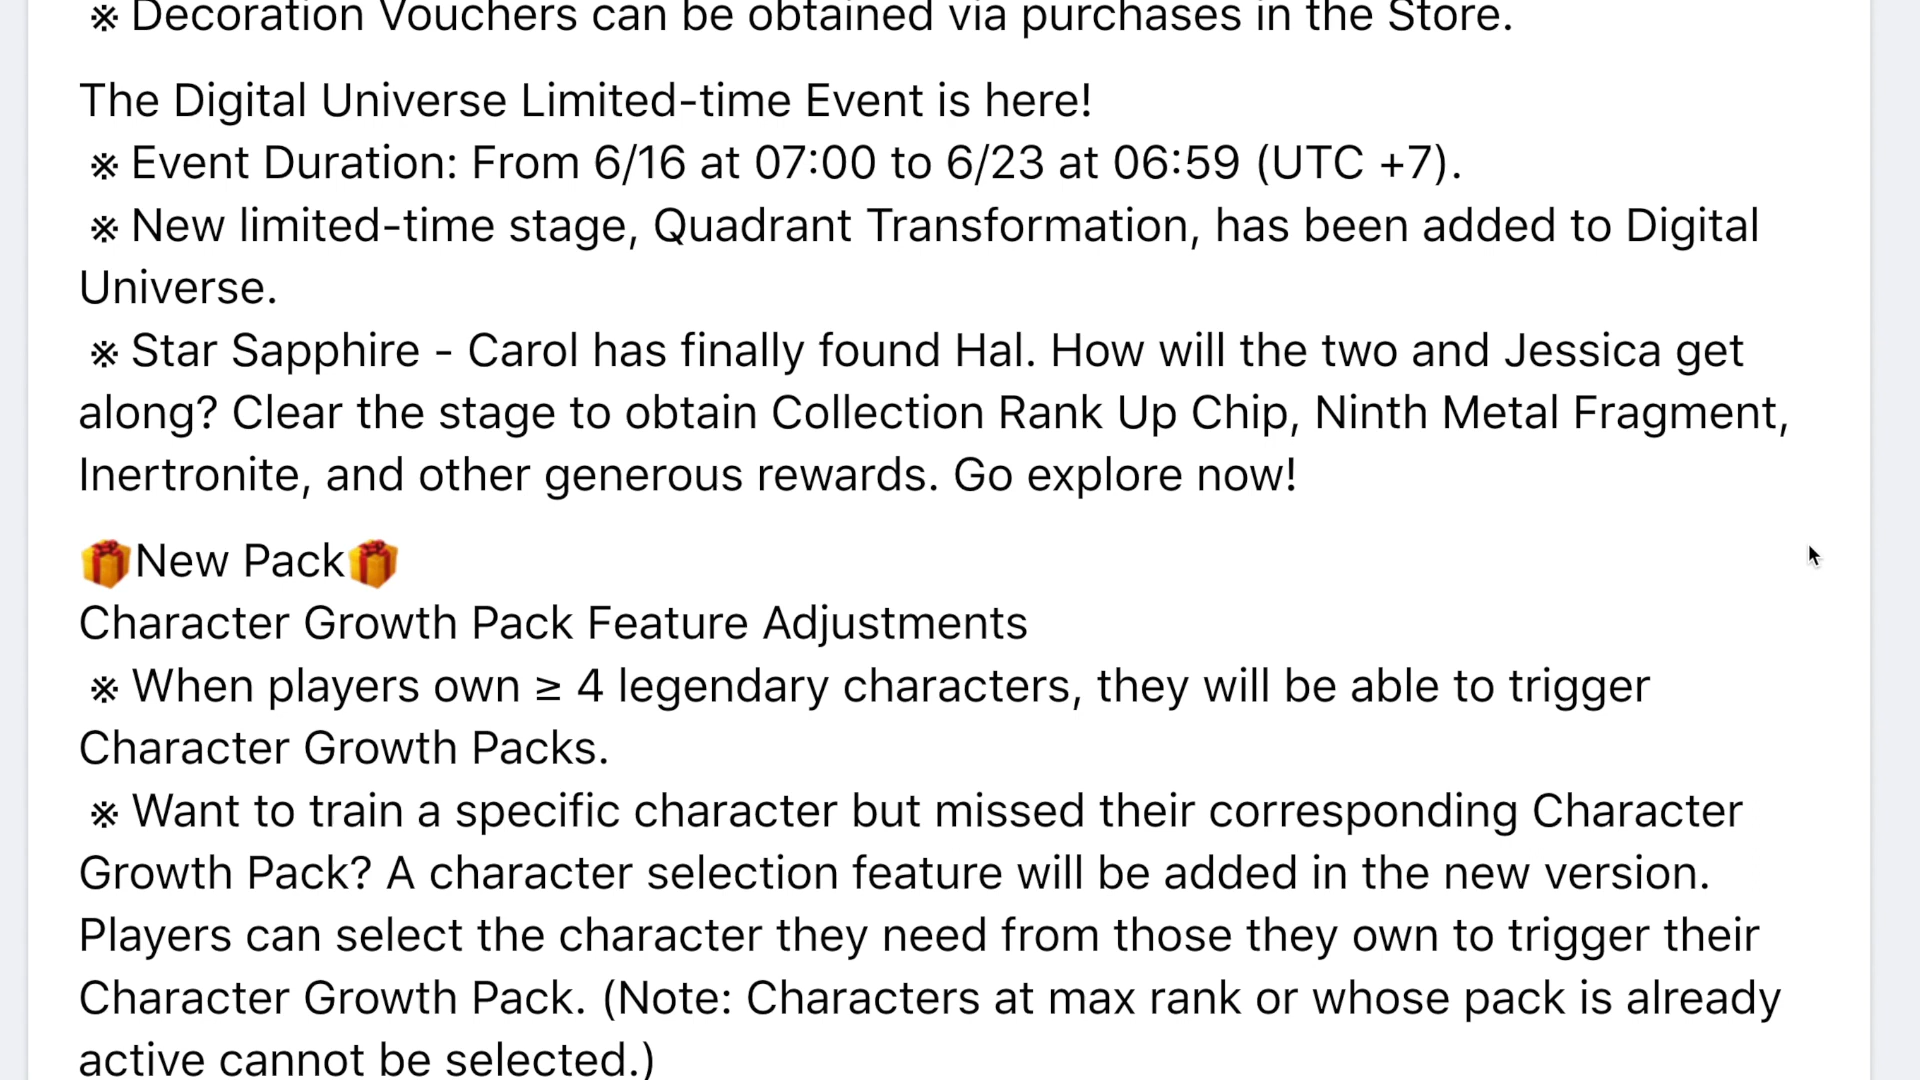 ※ Decoration Vouchers can be obtained via purchases in the Store.
The Digital Universe Limited-time Event is here!
※ Event Duration: From 6/16 at 07:00 to 6/23 at 06:59 (UTC +7).
※ New limited-time stage, Quadrant Transformation, has been added to Digital
Universe.
※ Star Sapphire - Carol has finally found Hal. How will the two and Jessica get
along? Clear the stage to obtain Collection Rank Up Chip, Ninth Metal Fragment,
Inertronite, and other generous rewards. Go explore now!
🎁New Pack🎁
Character Growth Pack Feature Adjustments
※ When players own ≥ 4 legendary characters, they will be able to trigger
Character Growth Packs.
※ Want to train a specific character but missed their corresponding Character
Growth Pack? A character selection feature will be added in the new version.
Players can select the character they need from those they own to trigger their
Character Growth Pack. (Note: Characters at max rank or whose pack is already
active cannot be selected.)